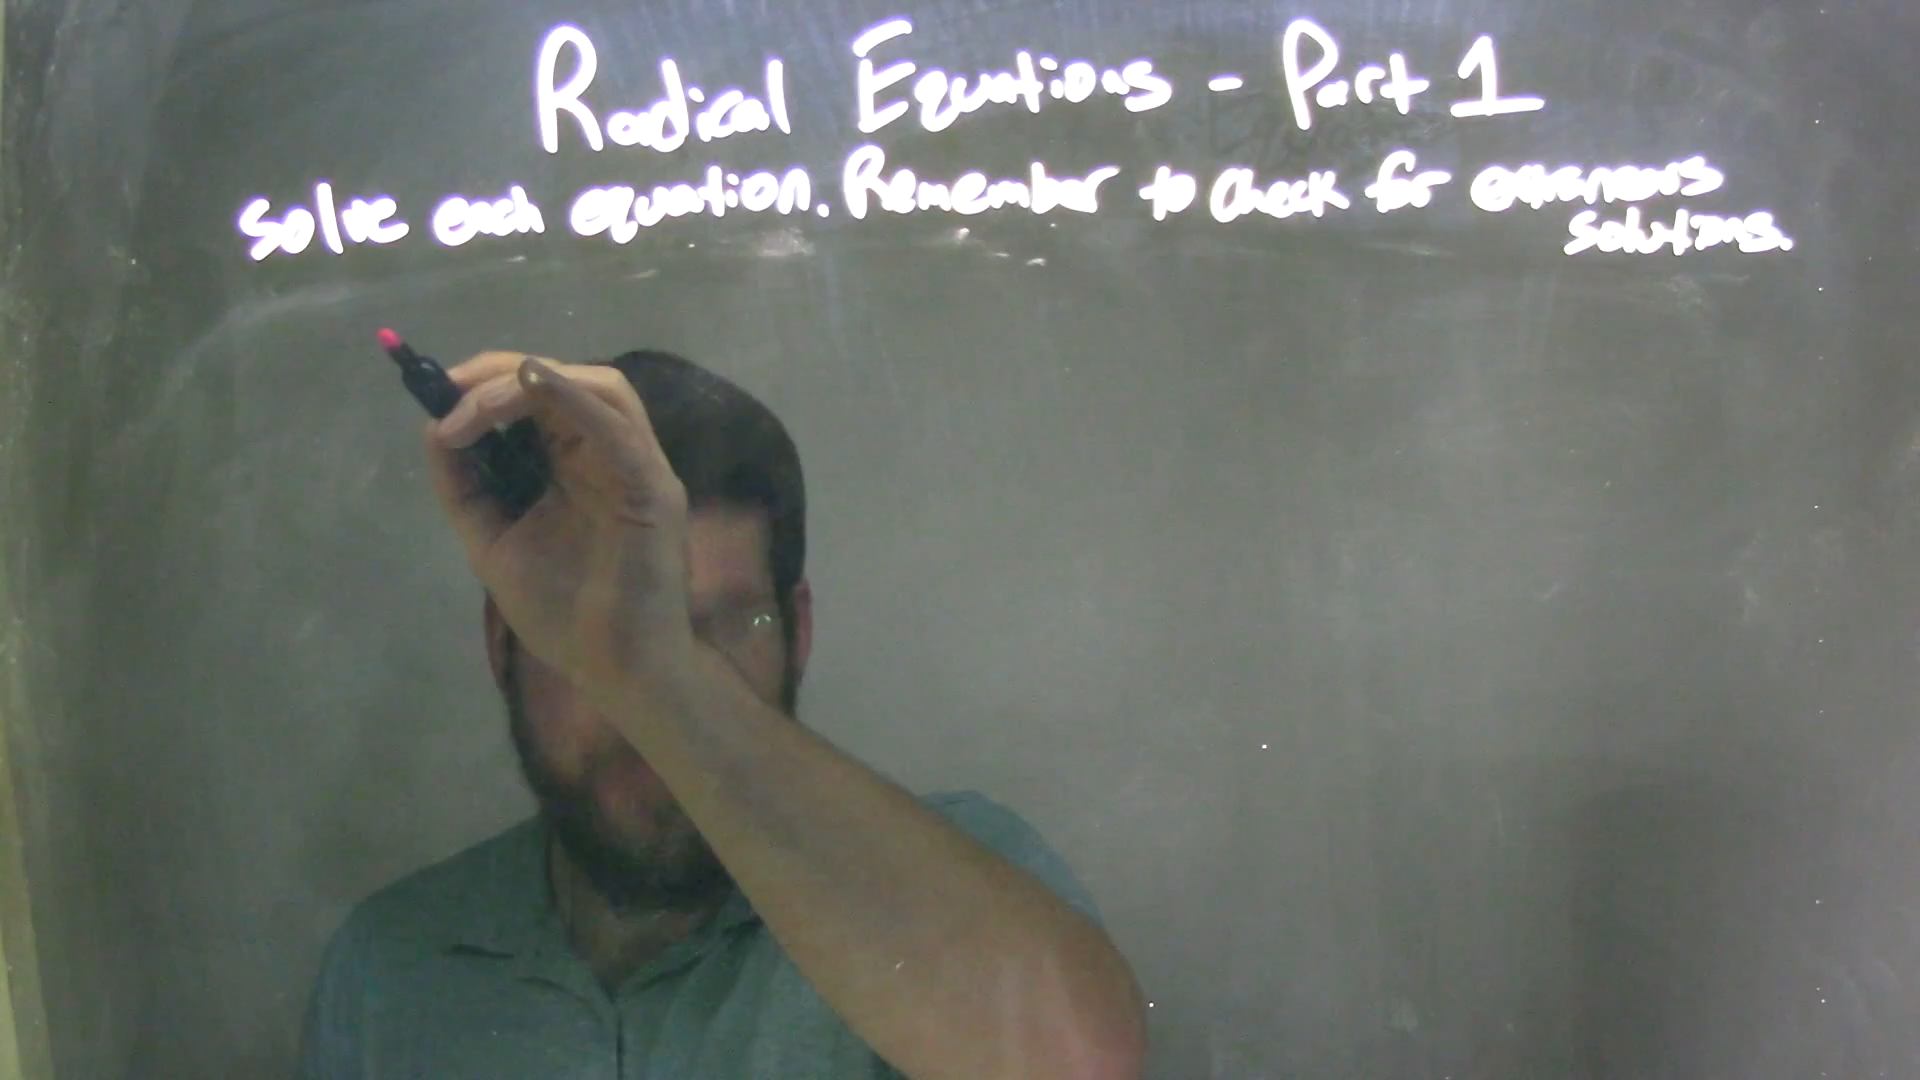 Radical Equations - Part 1
Solve each equation. Remember to check for extraneous
solutions.